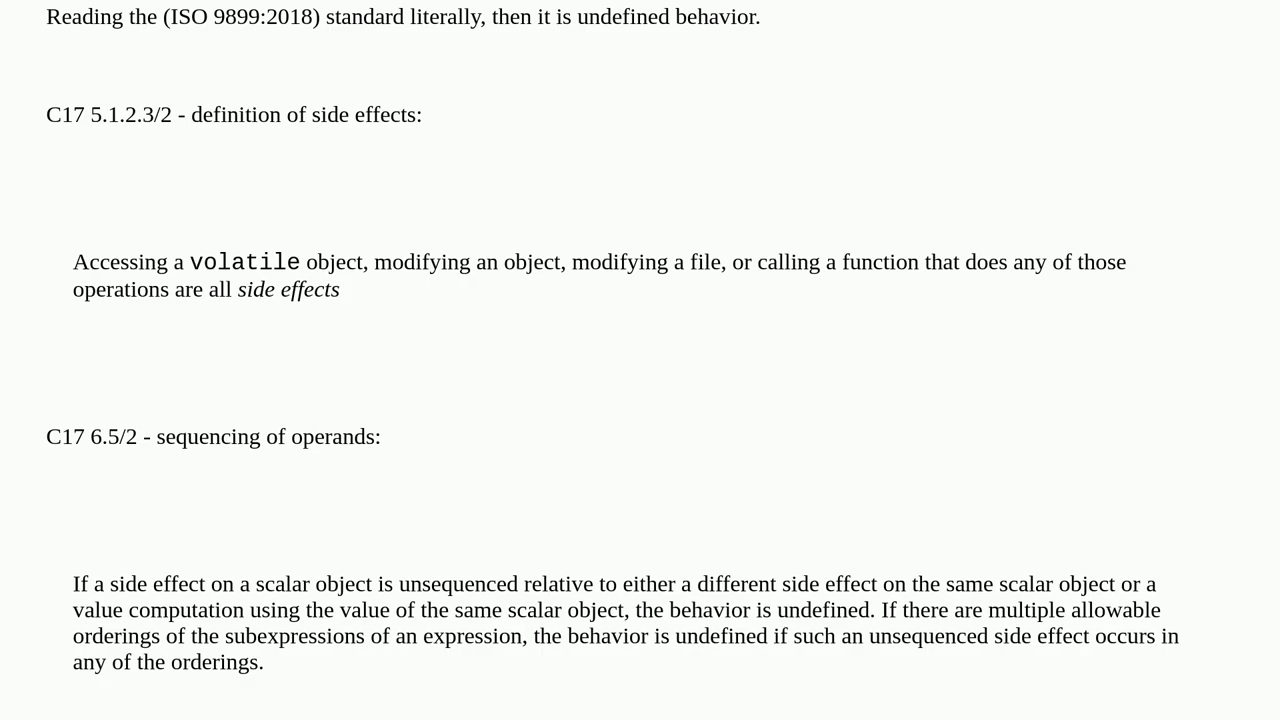 Reading the (ISO 9899:2018) standard literally, then it is undefined behavior.
C17 5.1.2.3/2 - definition of side effects:
Accessing a volatile object, modifying an object, modifying a file, or calling a function that does any of those
operations are all side effects
C17 6.5/2 - sequencing of operands:
If a side effect on a scalar object is unsequenced relative to either a different side effect on the same scalar object or a
value computation using the value of the same scalar object, the behavior is undefined. If there are multiple allowable
orderings of the subexpressions of an expression, the behavior is undefined if such an unsequenced side effect occurs in
any of the orderings.